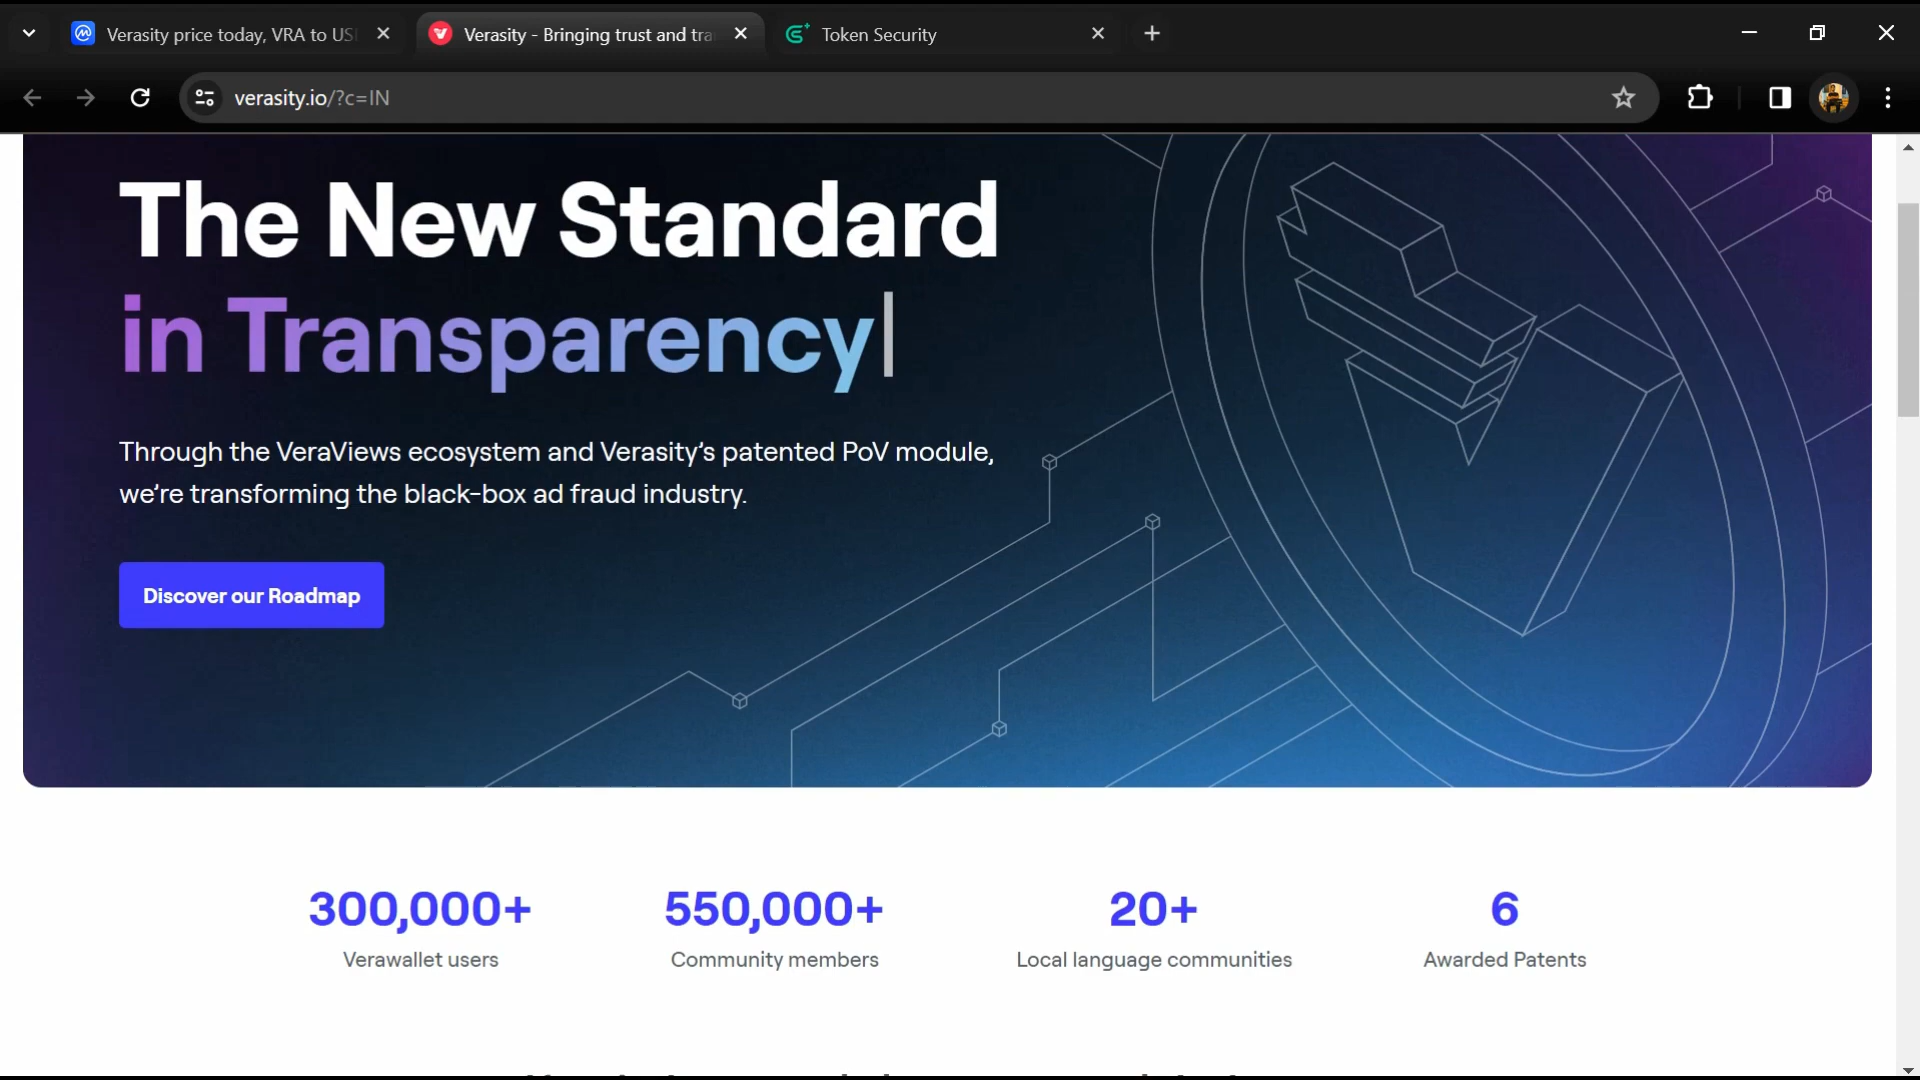 Verasity price today, VRA to US
Verasity - Bringing trust and tra
Token Security
verasity.io/?c=IN
The New Standard
in Transparency
Through the VeraViews ecosystem and Verasity's patented PoV module,
we're transforming the black-box ad fraud industry.
Discover our Roadmap
300,000+
Verawallet users
550,000+
Community members
20+
Local language communities
6
Awarded Patents